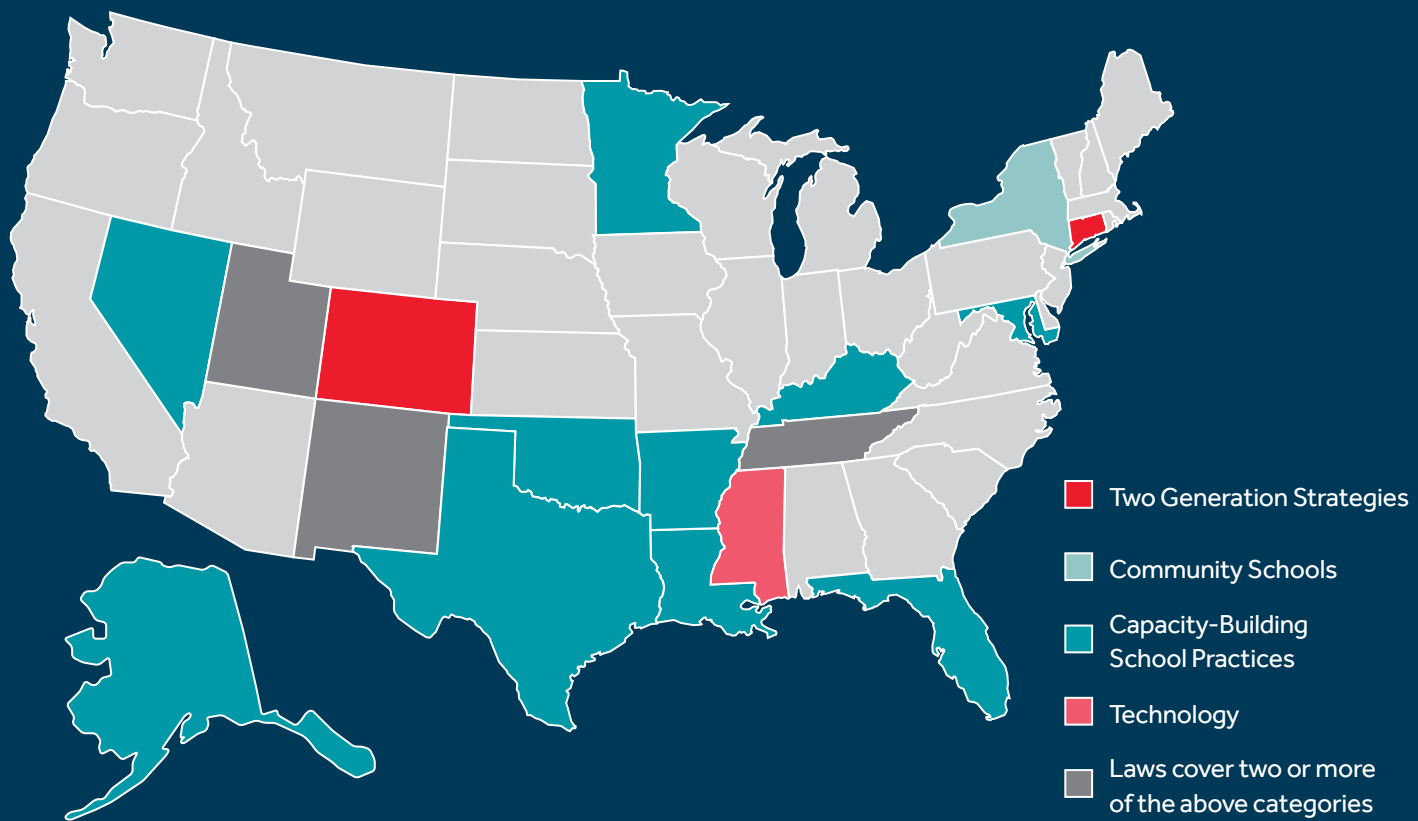 Two Generation Strategies
Community Schools
Capacity-Building
School Practices
Technology
Laws cover two or more
of the above categories